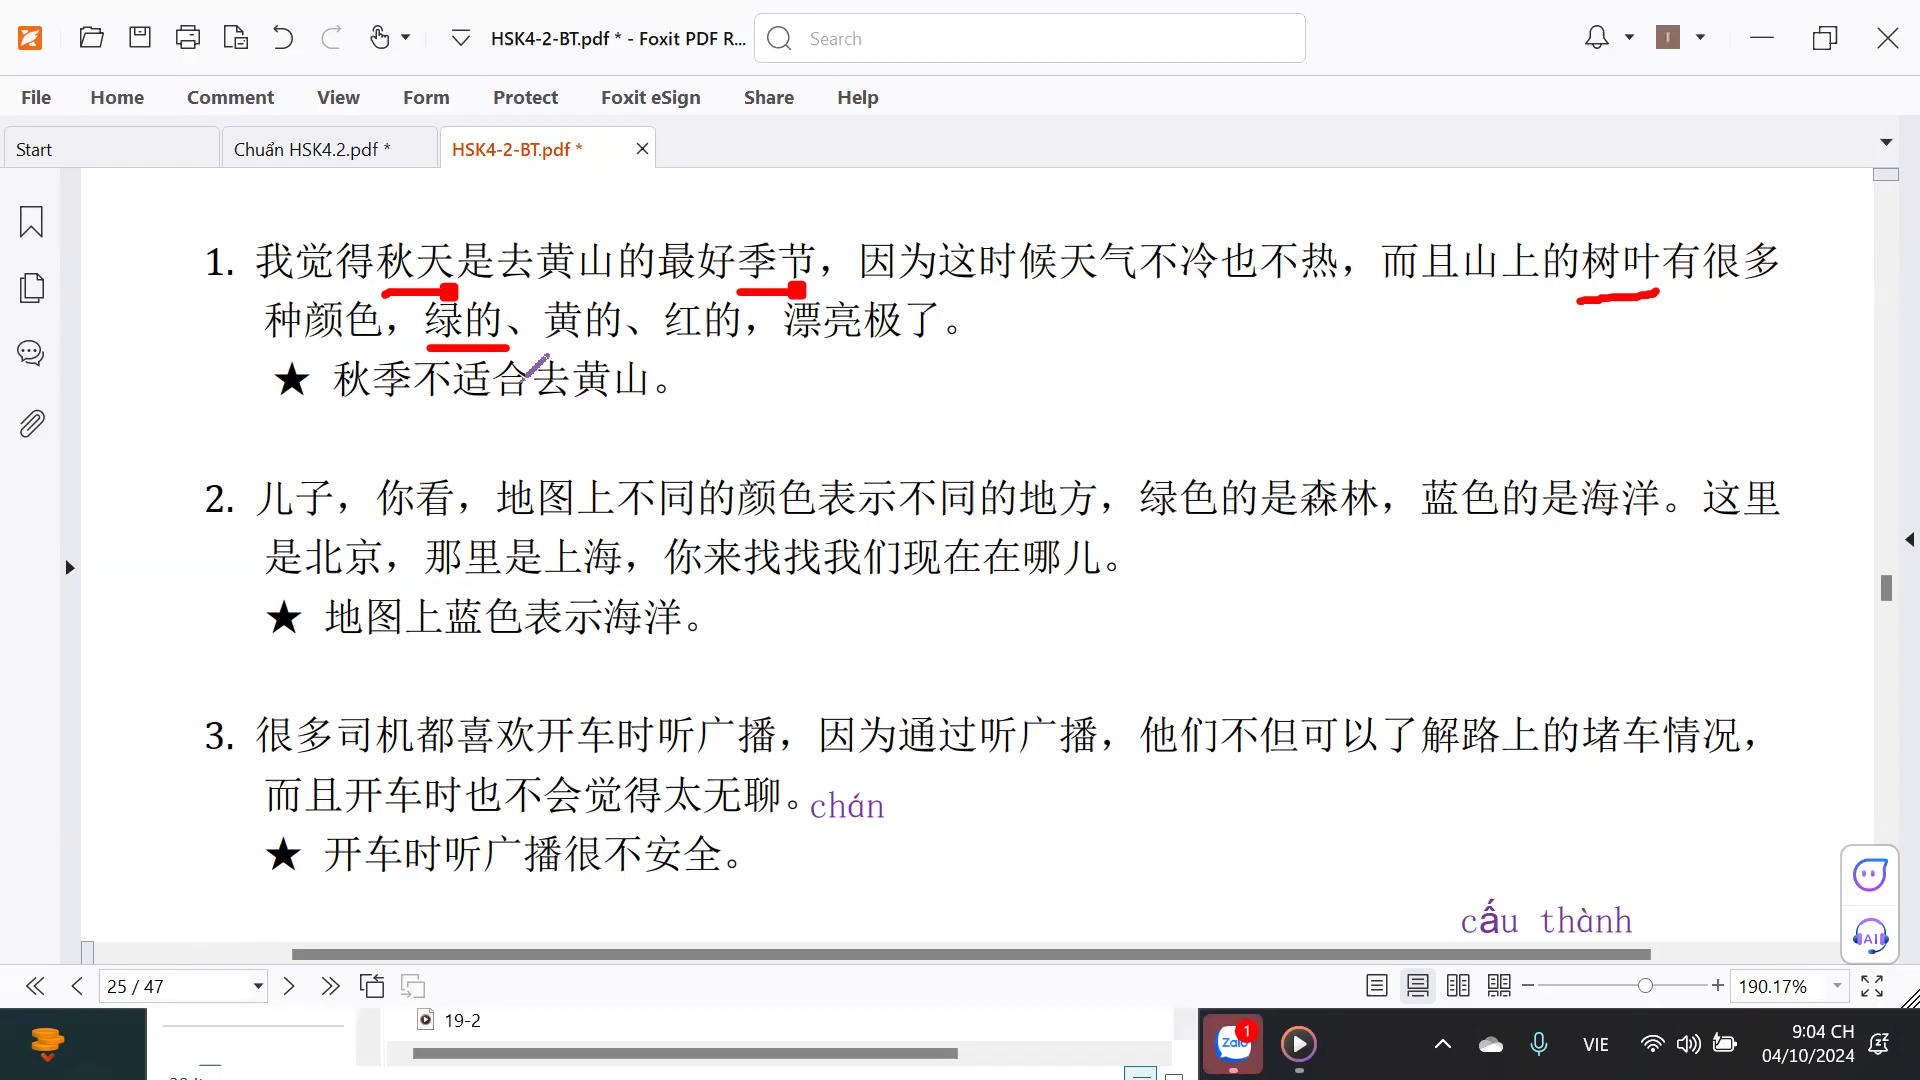 HSK4-2-BT.pdf * - Foxit PDF R...
Search
File
Home
Comment
View
Form
Protect
Foxit eSign
Share
Help
Start
Chuẩn HSK4.2.pdf *
HSK4-2-BT.pdf *
1. 我觉得秋天是去黄山的最好季节，因为这时候天气不冷也不热，而且山上的树叶有很多
种颜色，绿的、黄的、红的，漂亮极了。
★ 秋季不适合去黄山。
2. 儿子，你看，地图上不同的颜色表示不同的地方，绿色的是森林，蓝色的是海洋。这里
是北京，那里是上海，你来找找我们现在在哪儿。
★ 地图上蓝色表示海洋。
3. 很多司机都喜欢开车时听广播，因为通过听广播，他们不但可以了解路上的堵车情况，
而且开车时也不会觉得太无聊。chán
★ 开车时听广播很不安全。
cấu thành
AI
25 / 47
190.17%
19-2
Zalo
1
VIE
9:04 CH
04/10/2024